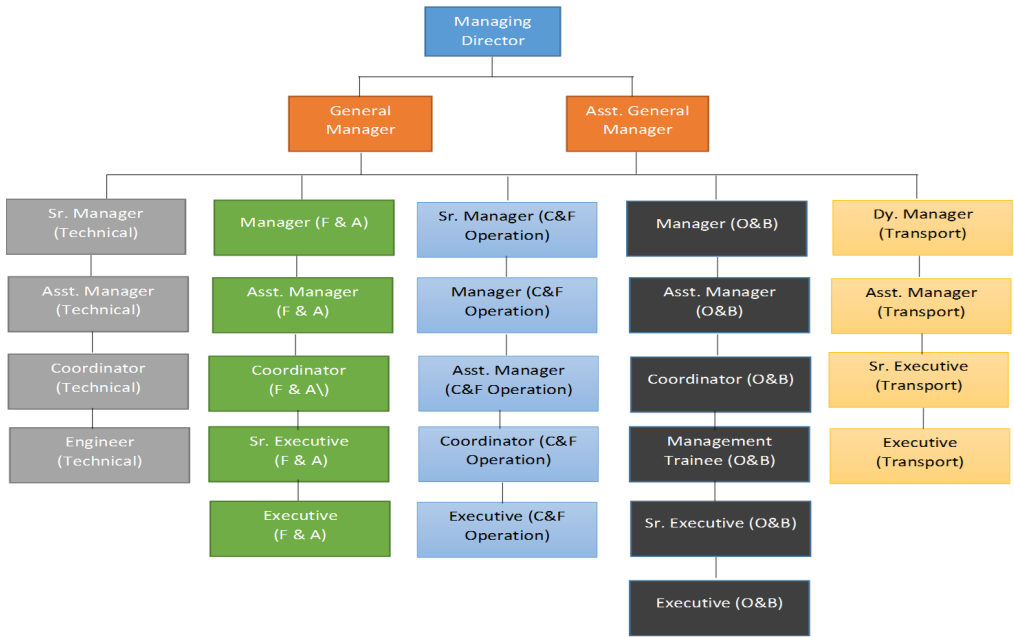 Managing
Director
General
Manager
Asst. General
Manager
Sr. Manager
(Technical)
Manager (F & A)
Sr. Manager (C&F
Operation)
Manager (O&B)
Dy. Manager
(Transport)
Asst. Manager
(Technical)
Asst. Manager
(F & A)
Manager (C&F
Operation)
Asst. Manager
(O&B)
Asst. Manager
(Transport)
Coordinator
(Technical)
Coordinator
(F & A\)
Asst. Manager
(C&F Operation)
Coordinator (O&B)
Sr. Executive
(Transport)
Engineer
(Technical)
Sr. Executive
(F & A)
Coordinator (C&F
Operation)
Management
Trainee (O&B)
Executive
(Transport)
Executive
(F & A)
Executive (C&F
Operation)
Sr. Executive (O&B)
Executive (O&B)